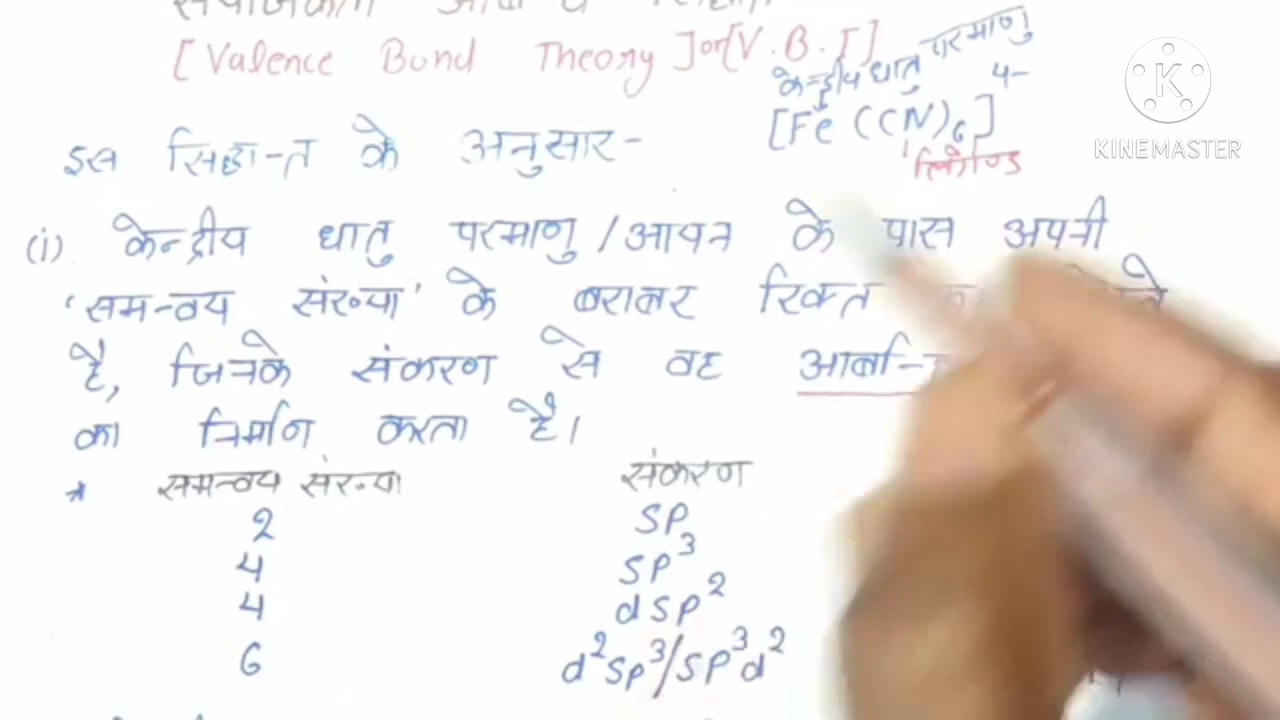 [Valence Bond Theory] or [V.B.T]
केन्द्रीय धातु परमाणु
[Fe(CN)6]4-
लिगेण्ड
इस सिद्धान्त के अनुसार-
(i) केन्द्रीय धातु परमाणु / आयन के पास अपनी
'समन्वय संख्या' के बराबर रिक्त
है, जिनके संकरण से वह
का निर्माण करता है।
* समन्वय संख्या संकरण
2 SP
4 SP3
4 dSP2
6 d2SP3/SP3d2
K
KINEMASTER